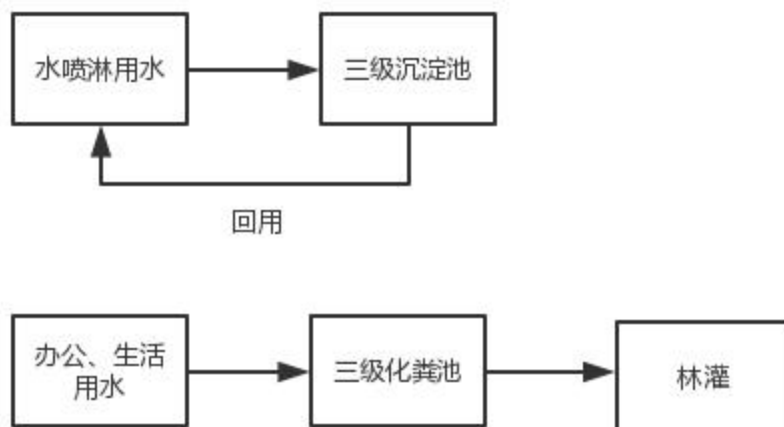 水喷淋用水
三级沉淀池
回用
办公、生活
用水
三级化粪池
林灌